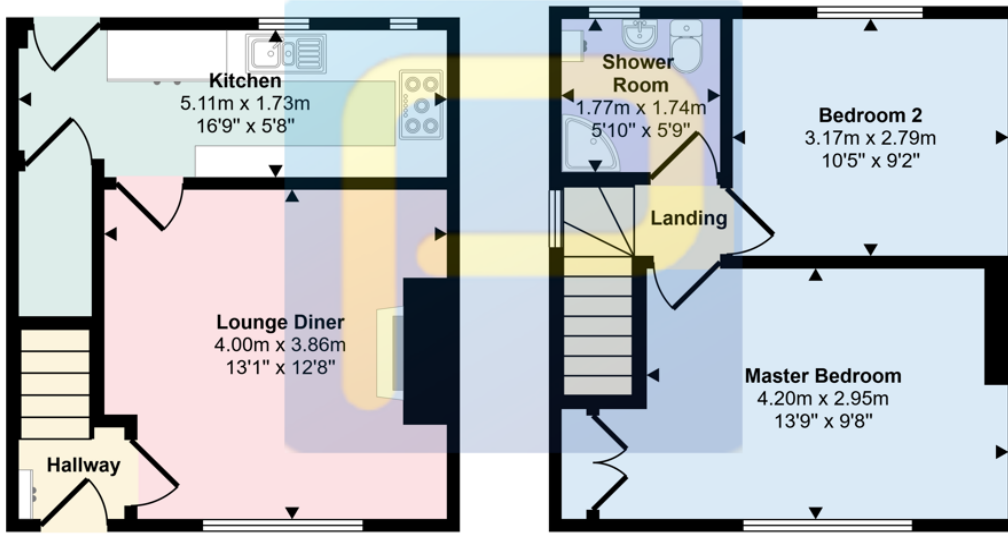 Kitchen
5.11m x 1.73m
16'9" x 5'8"
Lounge Diner
4.00m x 3.86m
13'1" x 12'8"
Hallway
Shower
Room
1.77m x 1.74m
5'10" x 5'9"
Bedroom 2
3.17m x 2.79m
10'5" x 9'2"
Landing
Master Bedroom
4.20m x 2.95m
13'9" x 9'8"